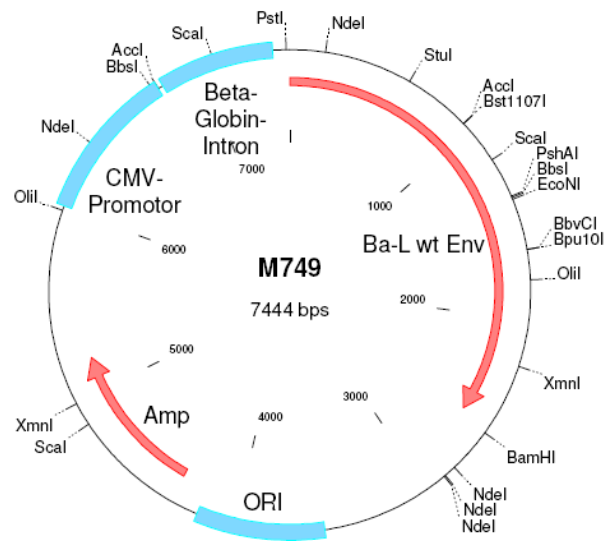 PstI
NdeI
StuI
AccI
Bst1107I
ScaI
PshAI
BbsI
EcoNI
BbvCI
Bpu10I
OliI
XmnI
BamHI
NdeI
NdeI
NdeI
ScaI
XmnI
OliI
NdeI
BbsI
AccI
ScaI
Beta-
Globin-
Intron
CMV-
Promotor
Ba-L wt Env
ORI
Amp
M749
7444 bps
1000
2000
3000
4000
5000
6000
7000